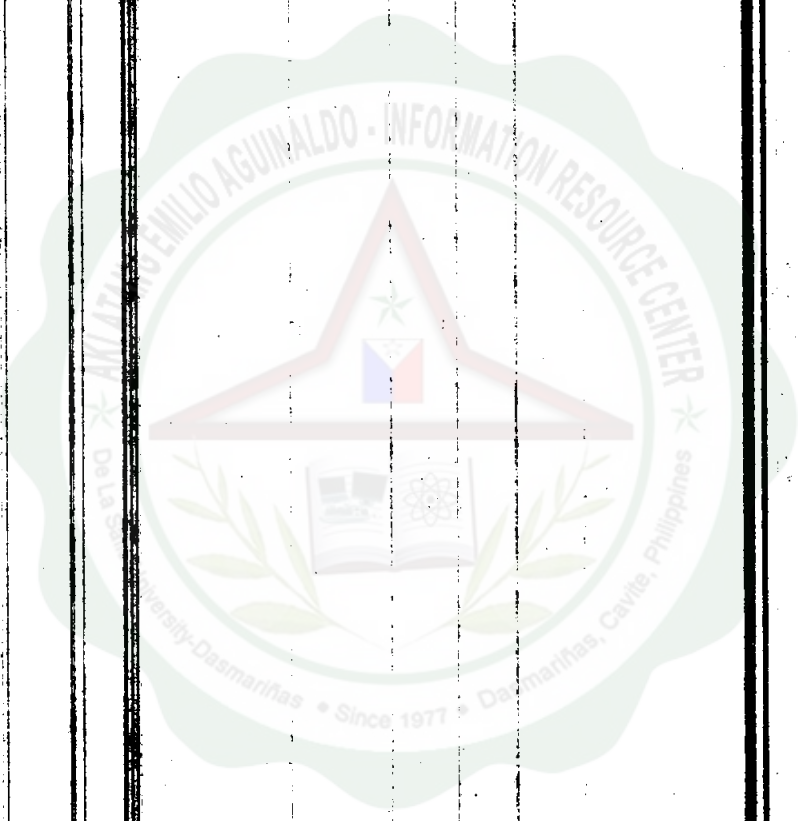 AKLATANG EMILIO AGUINALDO - INFORMATION RESOURCE CENTER
De La Salle University-Dasmariñas • Since 1977 • Dasmariñas, Cavite, Philippines